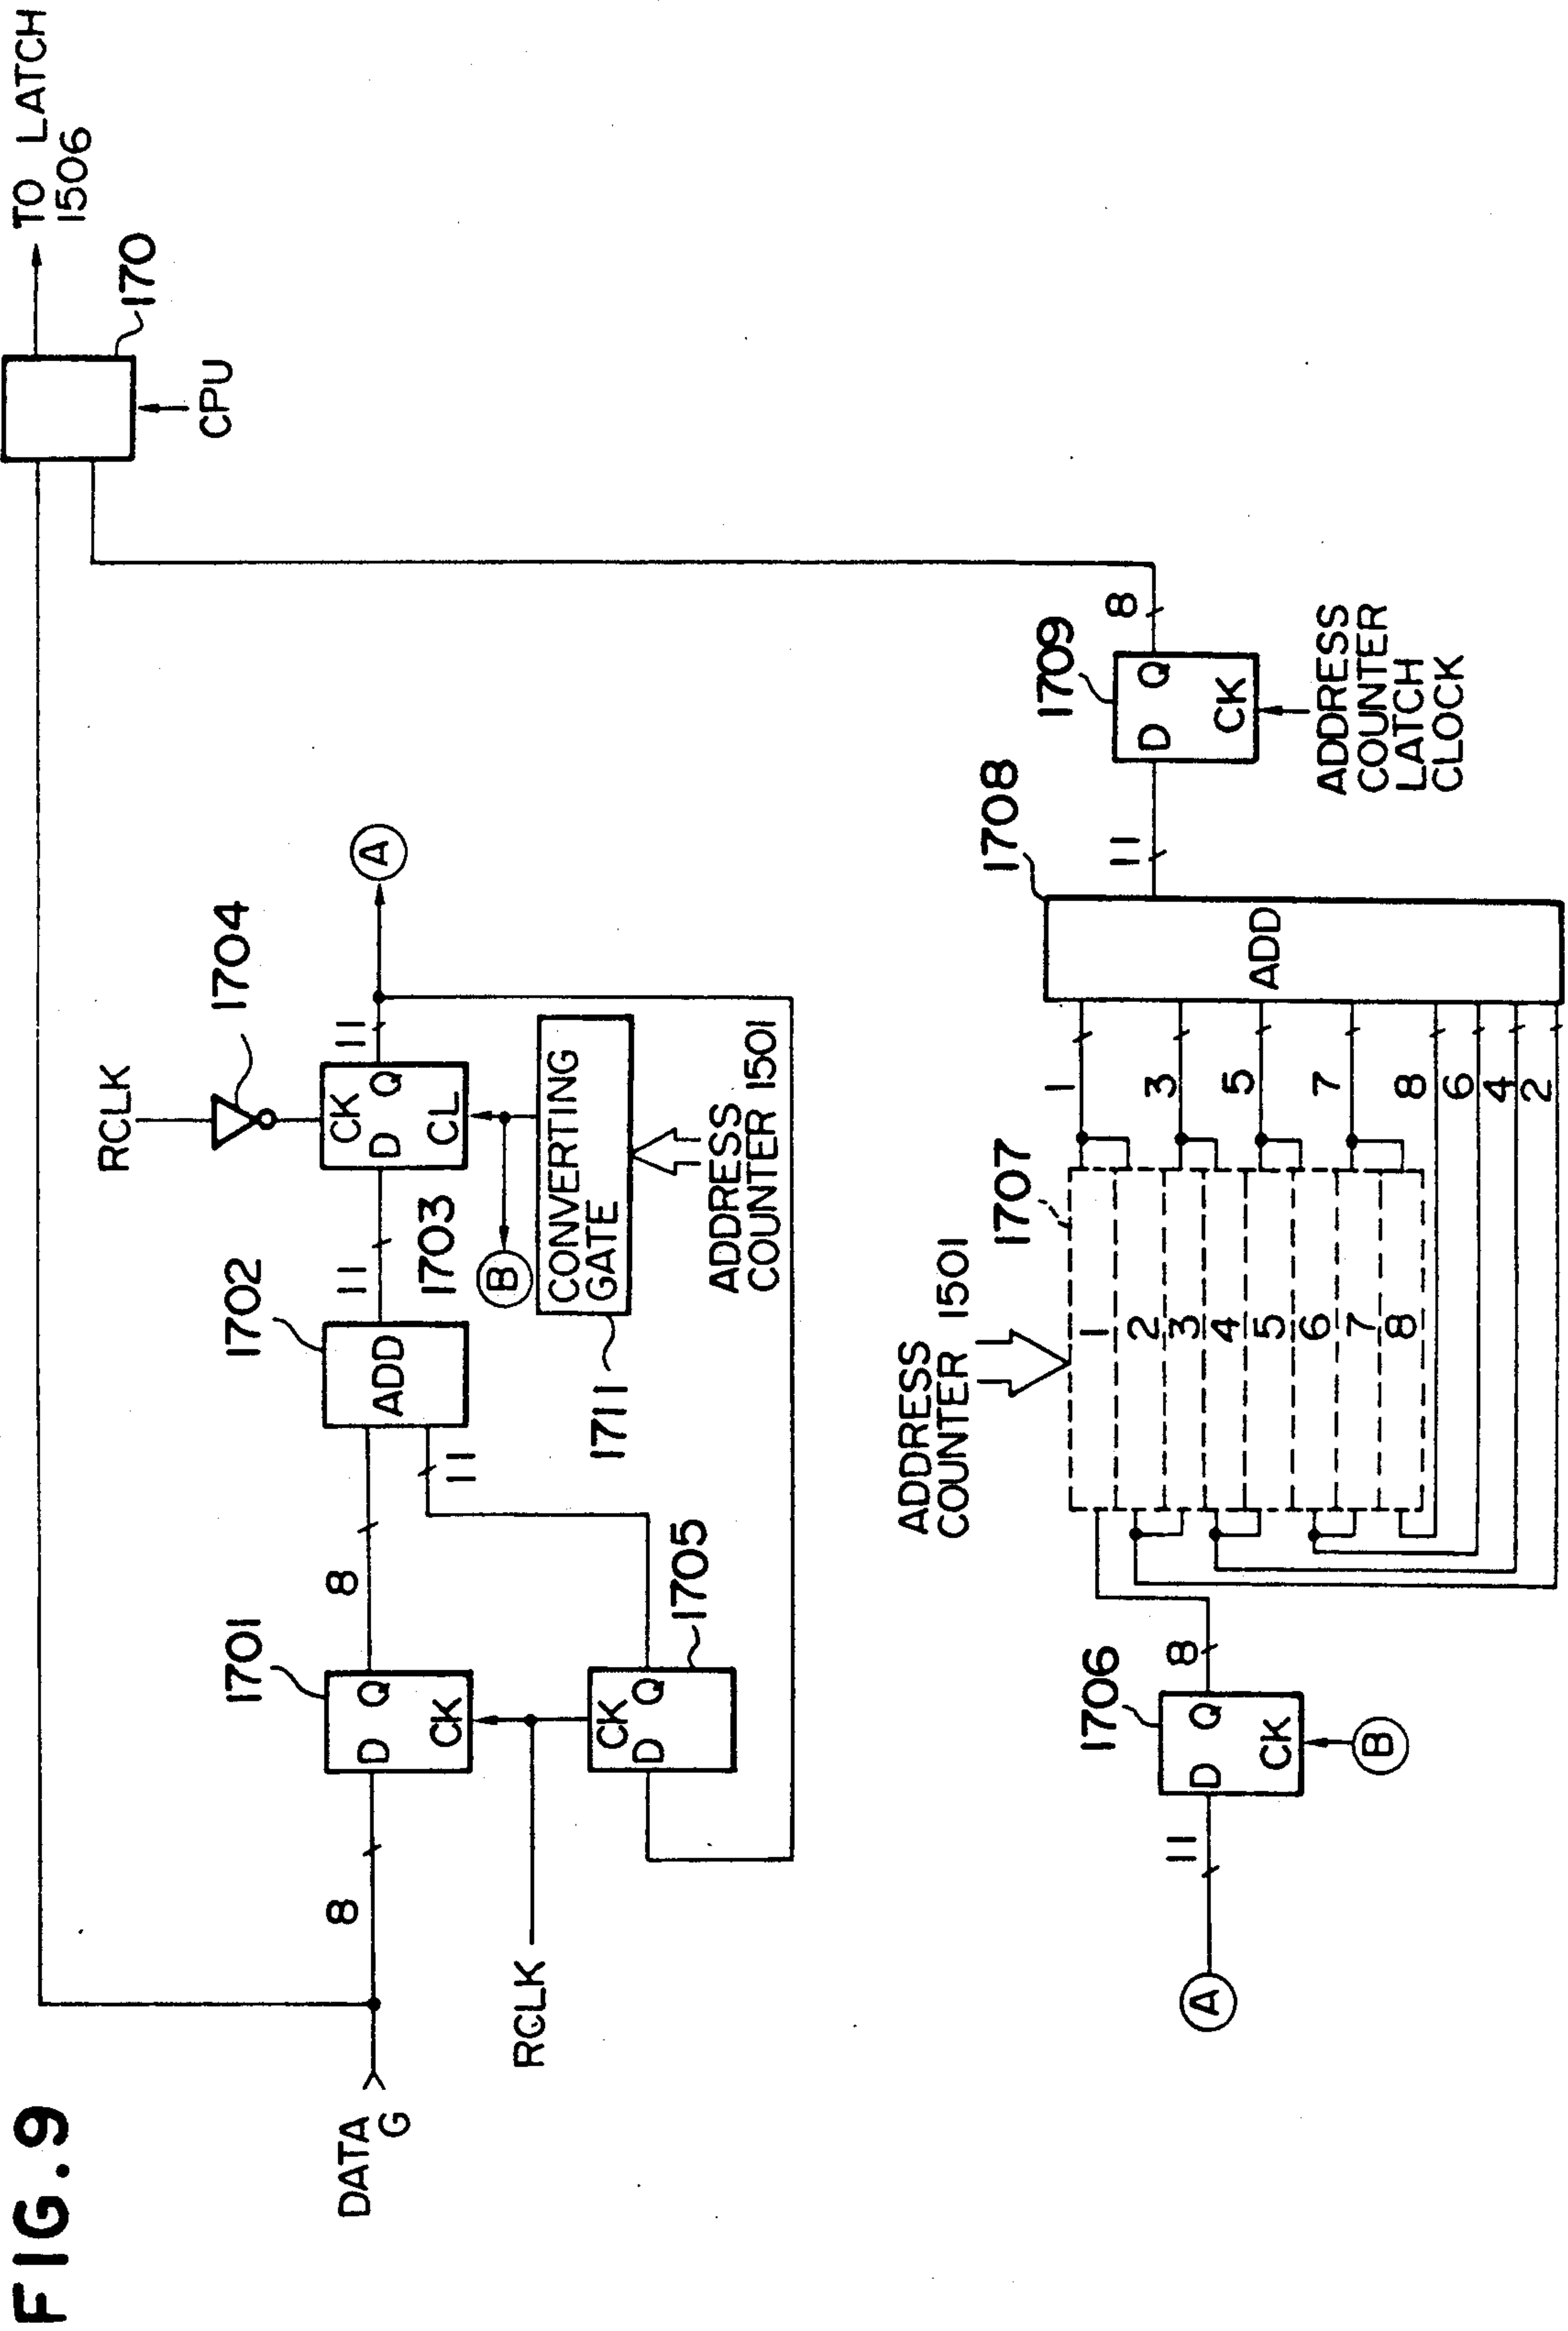 FIG. 9
TO LATCH
1506
170
CPU
RCLK
1704
DATA
G
8
1701
D Q
CK
8
1702
ADD
11
11
1703
CK
D Q
CL
11
A
B
CONVERTING
GATE
1711
ADDRESS
COUNTER 1501
RCLK
1705
CK
D Q
A
11
1706
D Q
CK
B
8
ADDRESS
COUNTER 1501
1707
1
2
3
4
5
6
7
8
1
3
5
7
8
6
4
2
1708
ADD
11
1709
D Q
CK
8
ADDRESS
COUNTER
LATCH
CLOCK